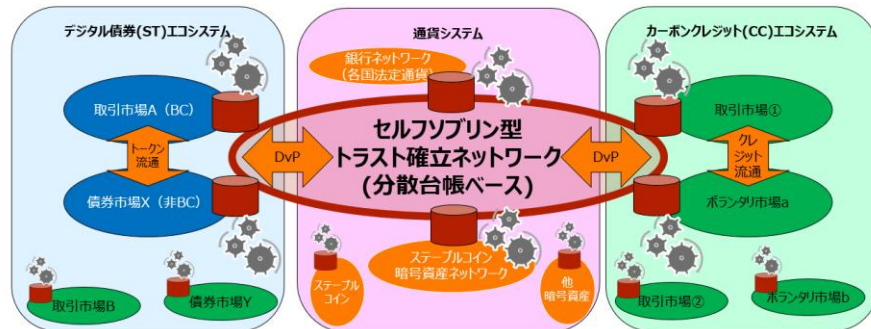 デジタル債券(ST)エコシステム
取引市場A（BC）
トークン
流通
債券市場X（非BC）
取引市場B
債券市場Y
通貨システム
銀行ネットワーク
（各国法定通貨）
セルフソブリン型
トラスト確立ネットワーク
(分散台帳ベース)
DvP
DvP
ステーブル
コイン
ステーブルコイン
暗号資産ネットワーク
他
暗号資産
カーボンクレジット(CC)エコシステム
取引市場①
クレ
ジット
流通
ボランタリ市場a
取引市場②
ボランタリ市場b